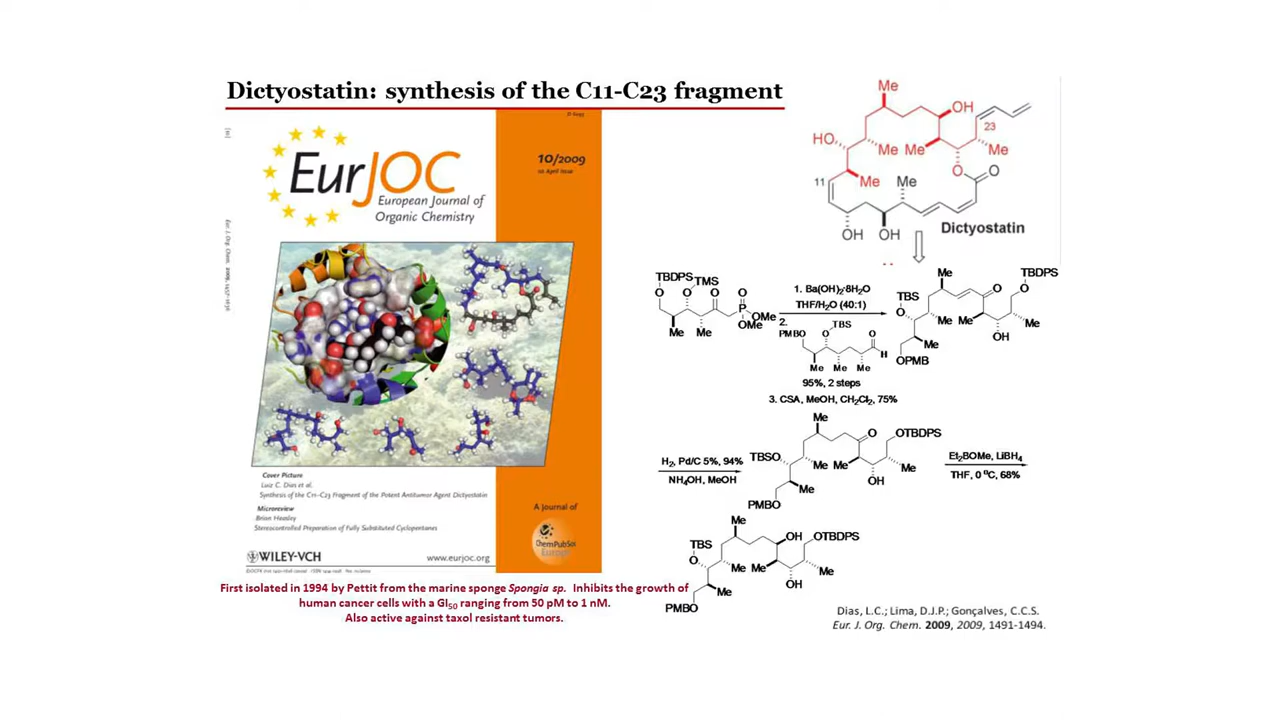 Dictyostatin: synthesis of the C11-C23 fragment
EurJOC
European Journal of
Organic Chemistry
10/2009
Cover Picture
Luiz C. Dias et al.
Synthesis of the C11-C23 Fragment of the Potent Antitumor Agent Dictyostatin
Microreview
Brian Heasley
Stereocontrolled Preparation of Fully Substituted Cyclopentanes
WILEY-VCH
www.eurjoc.org
A Journal of
ChemPubSoc
Europe
First isolated in 1994 by Pettit from the marine sponge Spongia sp. Inhibits the growth of
human cancer cells with a GI50 ranging from 50 pM to 1 nM.
Also active against taxol resistant tumors.
Me
OH
23
HO
Me
Me
Me
11
Me
Me
O
O
OH
OH
Dictyostatin
TBDPS
TMS
O
O
O
O
P
OMe
OMe
Me
Me
1. Ba(OH)2·8H2O
THF/H2O (40:1)
2.
TBS
PMBO
O
O
H
Me
Me
Me
95%, 2 steps
3. CSA, MeOH, CH2Cl2, 75%
Me
TBDPS
TBS
O
O
O
Me
Me
Me
OH
Me
OPMB
H2, Pd/C 5%, 94%
NH4OH, MeOH
Me
O
OTBDPS
TBSO
Me
Me
Me
OH
Me
PMBO
Et2BOMe, LiBH4
THF, 0 ºC, 68%
Me
TBS
OH
OTBDPS
O
Me
Me
Me
OH
Me
PMBO
Dias, L.C.; Lima, D.J.P.; Gonçalves, C.C.S.
Eur. J. Org. Chem. 2009, 2009, 1491-1494.